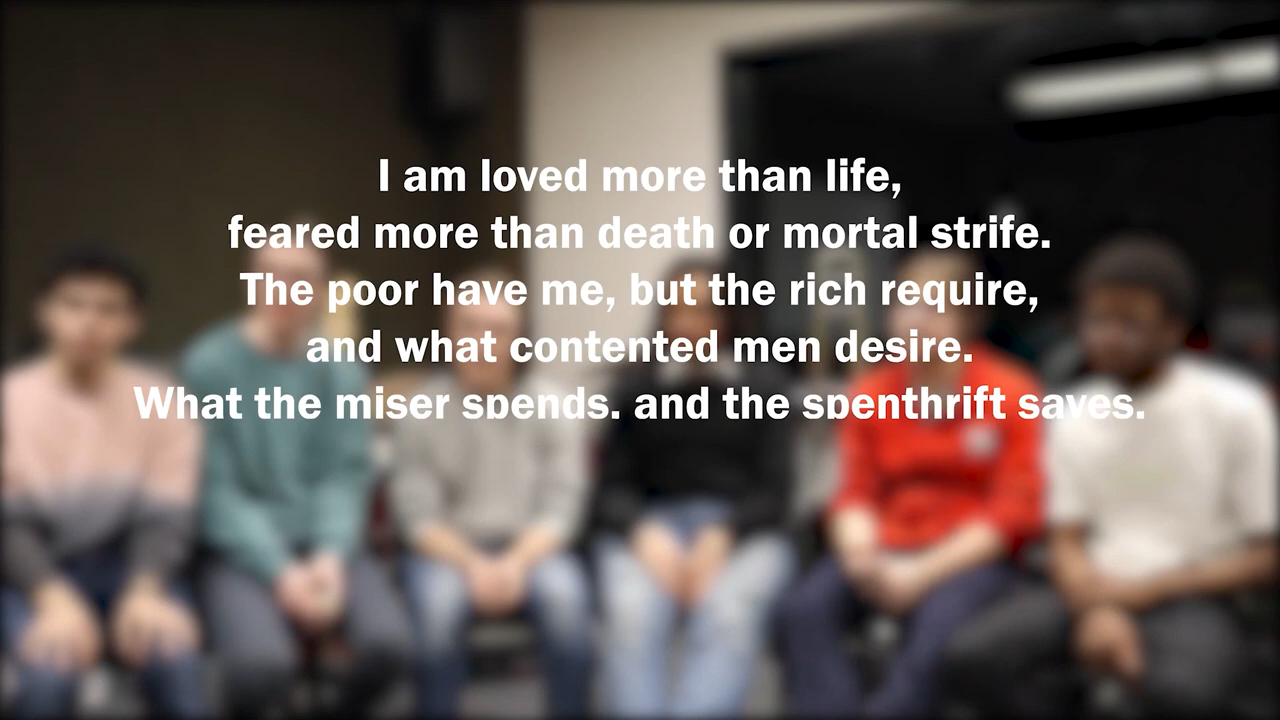 I am loved more than life,
feared more than death or mortal strife.
The poor have me, but the rich require,
and what contented men desire.
What the miser spends, and the spenthrift saves.